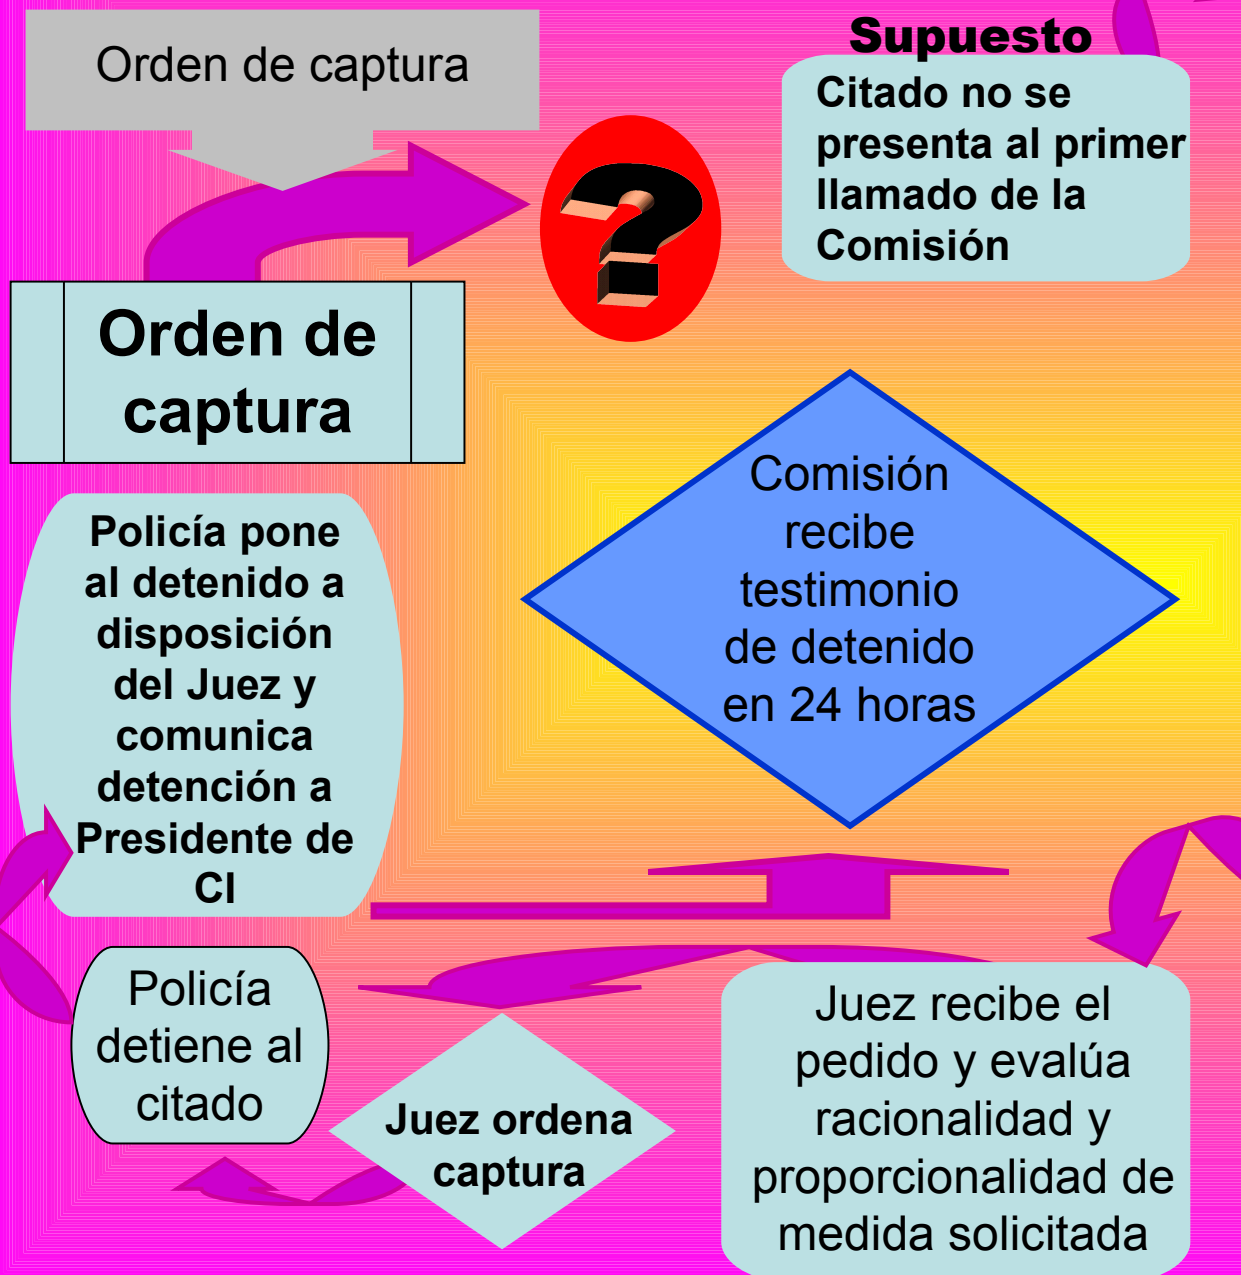 Orden de captura
Supuesto
Citado no se
presenta al primer
llamado de la
Comisión
?
Orden de
captura
Comisión
recibe
testimonio
de detenido
en 24 horas
Policía pone
al detenido a
disposición
del Juez y
comunica
detención a
Presidente de
CI
Policía
detiene al
citado
Juez ordena
captura
Juez recibe el
pedido y evalúa
racionalidad y
proporcionalidad de
medida solicitada